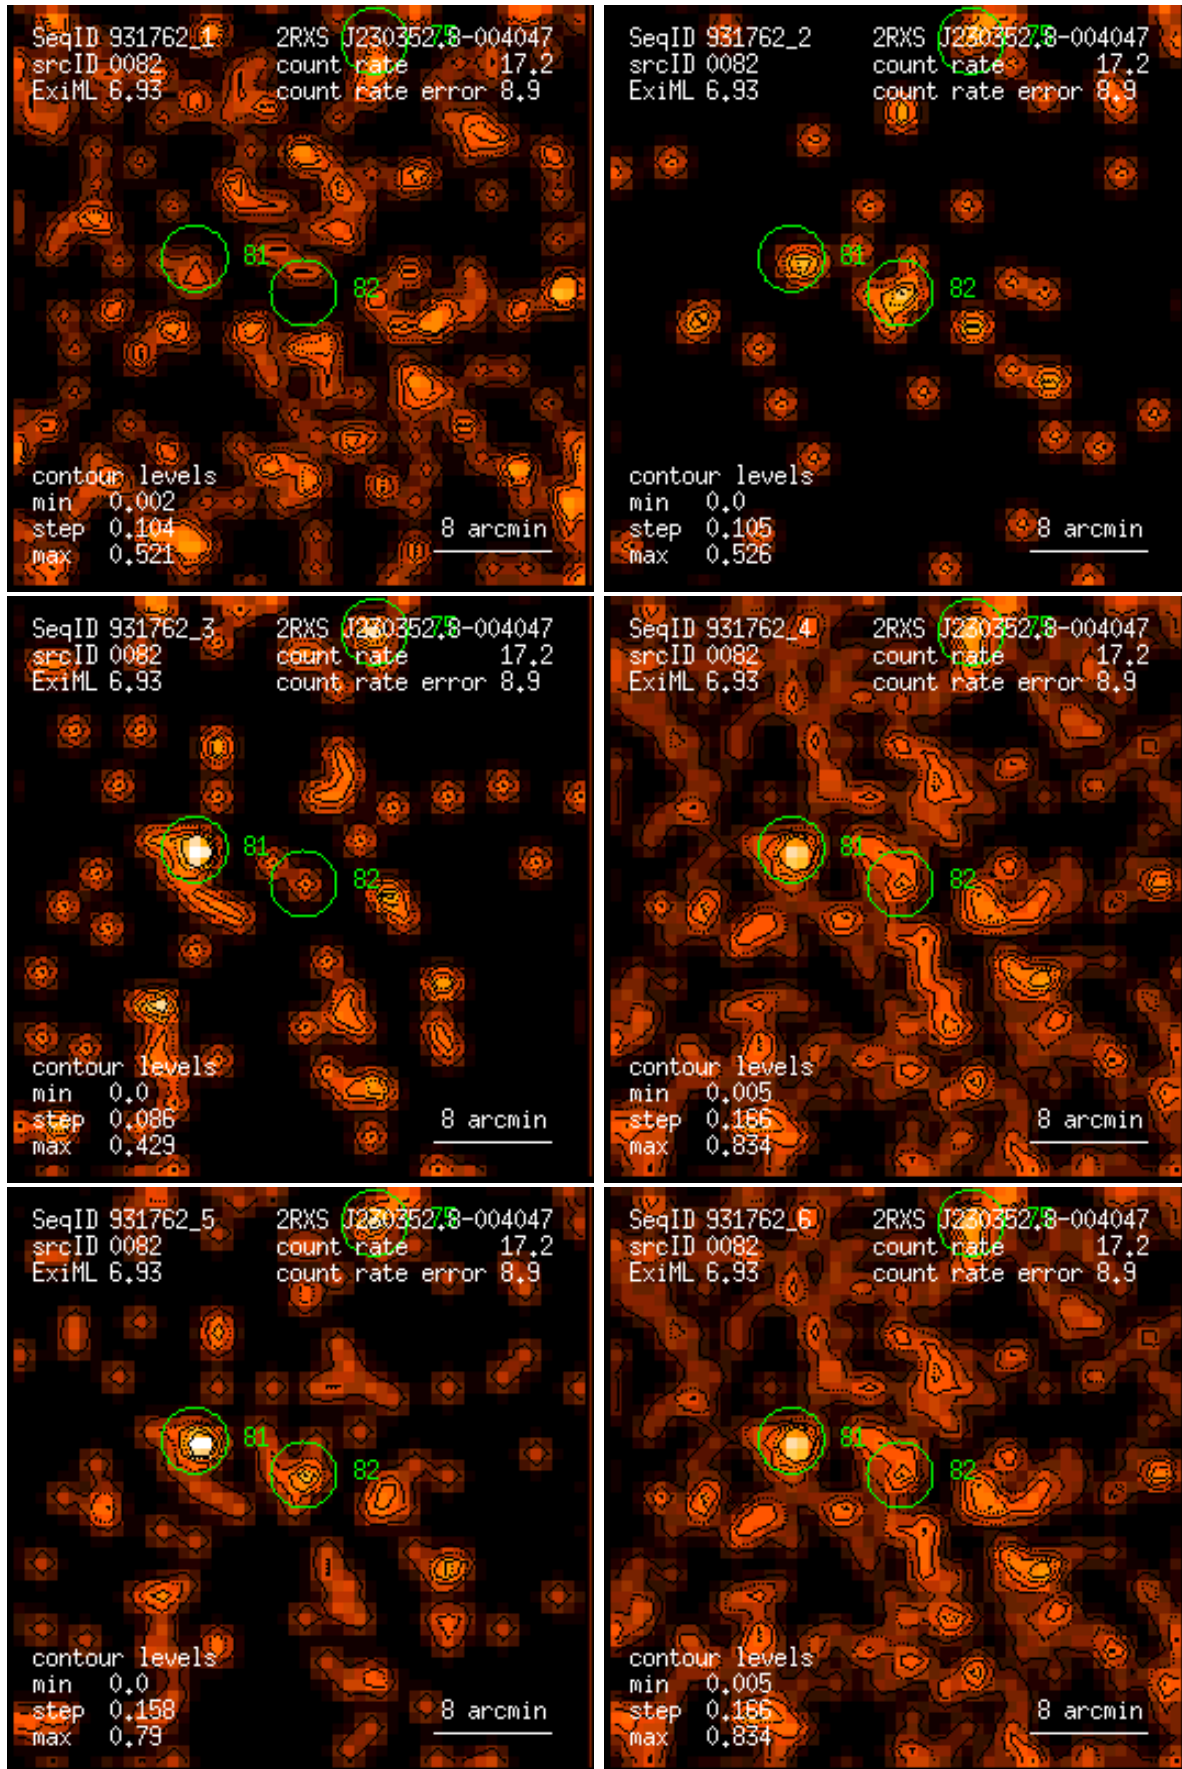 SeqID 931762_1 2RXS J230352.8-004047
srcID 0082 count rate 17.2
ExiML 6.93 count rate error 8.9
81
82
contour levels
min 0.002
step 0.104 8 arcmin
max 0.521
SeqID 931762_2 2RXS J230352.8-004047
srcID 0082 count rate 17.2
ExiML 6.93 count rate error 8.9
81
82
contour levels
min 0.0
step 0.105 8 arcmin
max 0.526
SeqID 931762_3 2RXS J230352.8-004047
srcID 0082 count rate 17.2
ExiML 6.93 count rate error 8.9
81
82
contour levels
min 0.0
step 0.086 8 arcmin
max 0.429
SeqID 931762_4 2RXS J230352.8-004047
srcID 0082 count rate 17.2
ExiML 6.93 count rate error 8.9
81
82
contour levels
min 0.005
step 0.166 8 arcmin
max 0.834
SeqID 931762_5 2RXS J230352.8-004047
srcID 0082 count rate 17.2
ExiML 6.93 count rate error 8.9
81
82
contour levels
min 0.0
step 0.158 8 arcmin
max 0.79
SeqID 931762_6 2RXS J230352.8-004047
srcID 0082 count rate 17.2
ExiML 6.93 count rate error 8.9
81
82
contour levels
min 0.005
step 0.166 8 arcmin
max 0.834